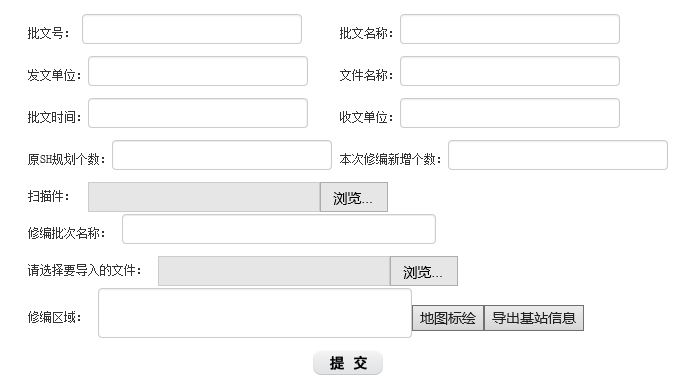 批文号： 批文名称：
发文单位： 文件名称：
批文时间： 收文单位：
原SH规划个数： 本次修编新增个数：
扫描件： 浏览...
修编批次名称：
请选择要导入的文件： 浏览...
修编区域： 地图标绘 导出基站信息
提 交